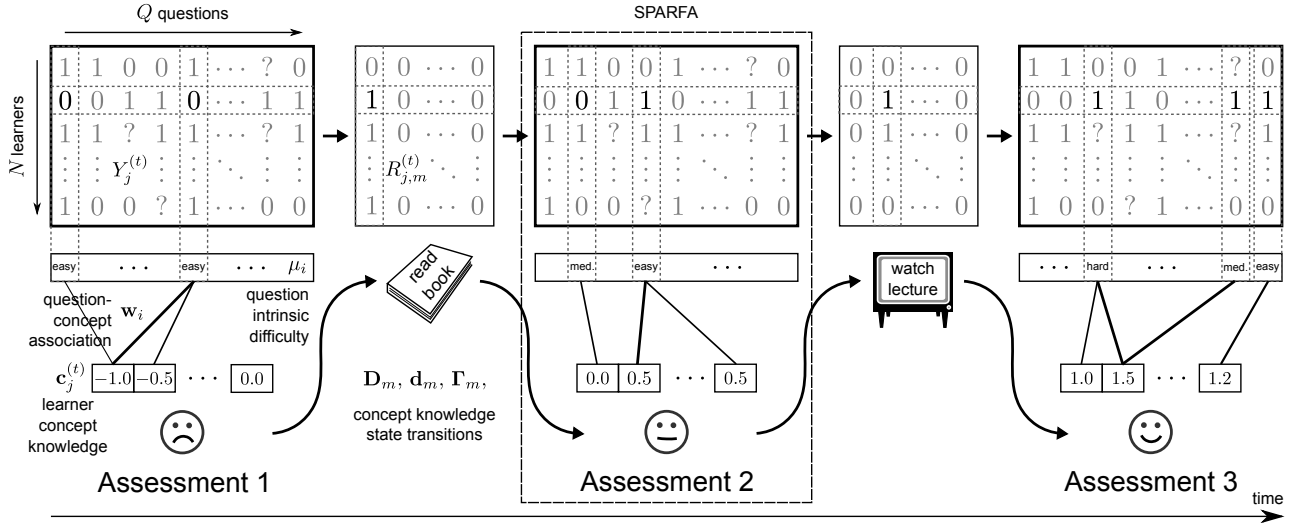 Q questions
SPARFA
N learners
1 1 0 0 1 ⋯ ? 0
0 0 1 1 0 ⋯ 1 1
1 1 ? 1 1 ⋯ ? 1
⋮ ⋮ Y_j^{(t)} ⋮ ⋮ ⋱ ⋮ ⋮
1 0 0 ? 1 ⋯ 0 0
0 0 ⋯ 0
1 0 ⋯ 0
1 0 ⋯ 0
⋮ R_{j,m}^{(t)} ⋱ ⋮
1 0 ⋯ 0
1 1 0 0 1 ⋯ ? 0
0 0 1 1 0 ⋯ 1 1
1 1 ? 1 1 ⋯ ? 1
⋮ ⋮ ⋮ ⋮ ⋮ ⋱ ⋮ ⋮
1 0 0 ? 1 ⋯ 0 0
0 0 ⋯ 0
0 1 ⋯ 0
0 1 ⋯ 0
⋮ ⋮ ⋱ ⋮
0 0 ⋯ 0
1 1 0 0 1 ⋯ ? 0
0 0 1 1 0 ⋯ 1 1
1 1 ? 1 1 ⋯ ? 1
⋮ ⋮ ⋮ ⋮ ⋮ ⋱ ⋮ ⋮
1 0 0 ? 1 ⋯ 0 0
easy ⋯ easy ⋯ μ_i
question-
concept
association
w_i
question
intrinsic
difficulty
c_j^{(t)} −1.0 −0.5 ⋯ 0.0
learner
concept
knowledge
Assessment 1
read
book
D_m, d_m, Γ_m,
concept knowledge
state transitions
med. easy ⋯
0.0 0.5 ⋯ 0.5
Assessment 2
watch
lecture
⋯ hard ⋯ med. easy
1.0 1.5 ⋯ 1.2
Assessment 3
time